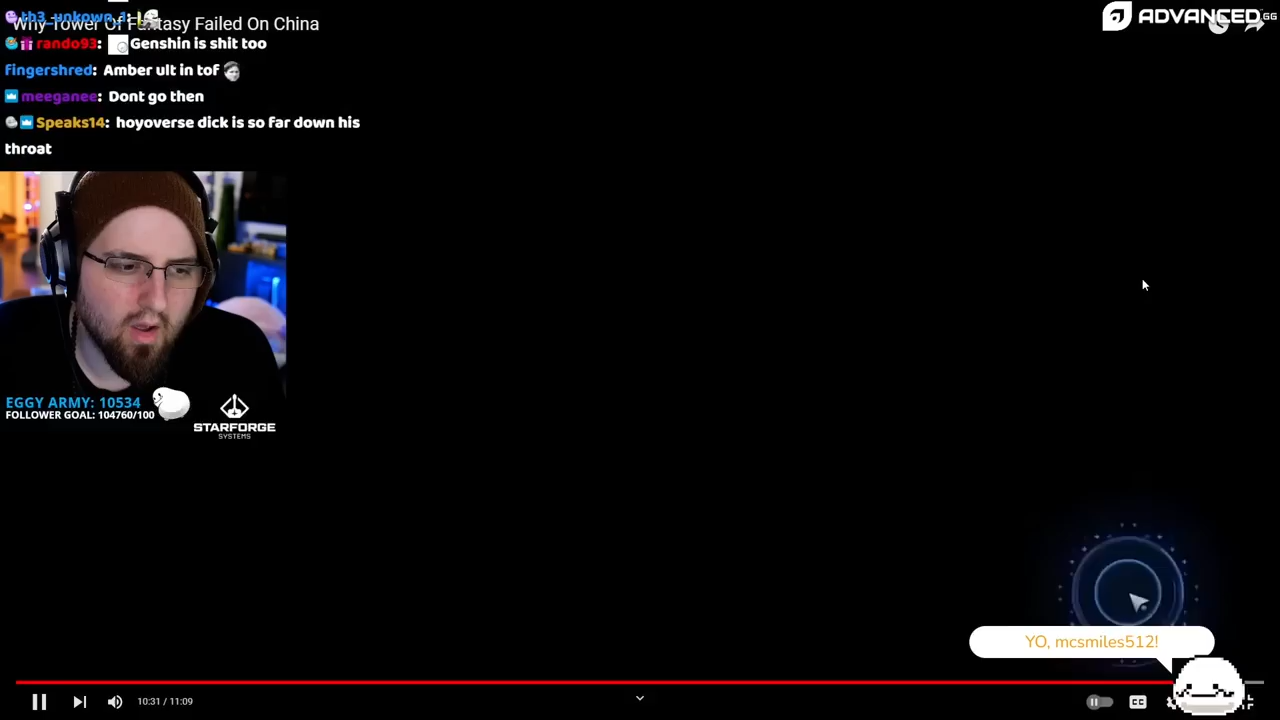 Why Tower Of Fantasy Failed On China
ADVANCED.GG
th3_unkown_1:
rando93: Genshin is shit too
fingershred: Amber ult in tof
meeganee: Dont go then
Speaks14: hoyoverse dick is so far down his
throat
EGGY ARMY: 10534
FOLLOWER GOAL: 104760/100
STARFORGE
SYSTEMS
YO, mcsmiles512!
10:31 / 11:09
CC